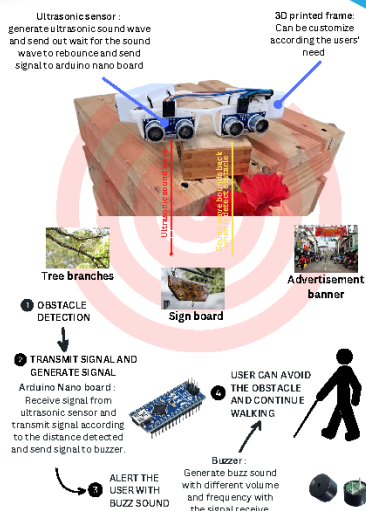 Ultrasonic sensor :
generate ultrasonic sound wave
and send out wait for the sound
wave to rebounce and send
signal to arduino nano board
3D printed frame:
Can be customize
according the users'
need
Ultrasonic sound
bounds back
detect obstacle
Tree branches
Sign board
Advertisement
banner
1 OBSTACLE
DETECTION
2 TRANSMIT SIGNAL AND
GENERATE SIGNAL
Arduino Nano board :
Receive signal from
ultrasonic sensor and
transmit signal according
to the distance detected
and send signal to buzzer.
3 ALERT THE
USER WITH
BUZZ SOUND
4 USER CAN AVOID
THE OBSTACLE
AND CONTINUE
WALKING
Buzzer :
Generate buzz sound
with different volume
and frequency with
the signal receive